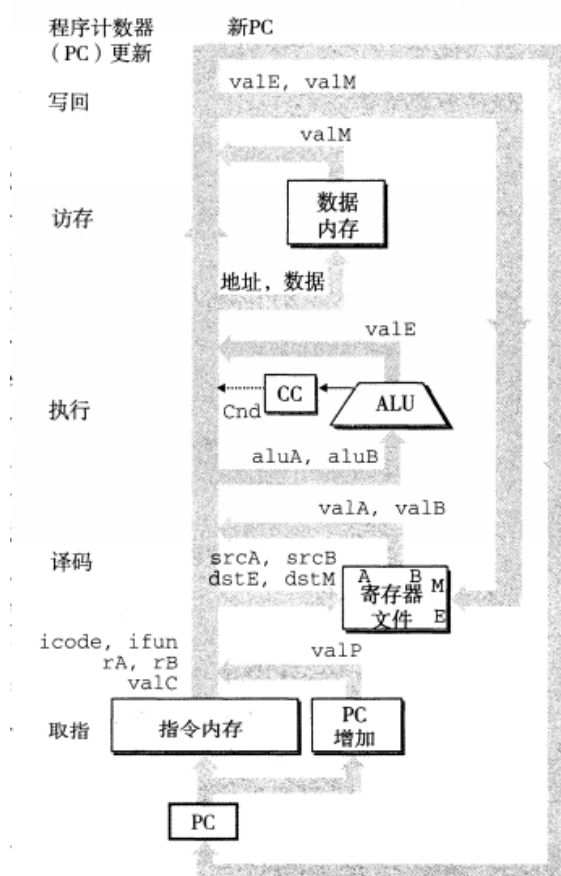 程序计数器 新PC
（PC）更新
valE, valM
写回
valM
数据
内存
访存
地址，数据
valE
CC
ALU
Cnd
执行
aluA, aluB
valA, valB
译码
srcA, srcB
dstE, dstM
A B M
寄存器
文件 E
icode, ifun
rA, rB
valC
valP
取指
指令内存
PC
增加
PC